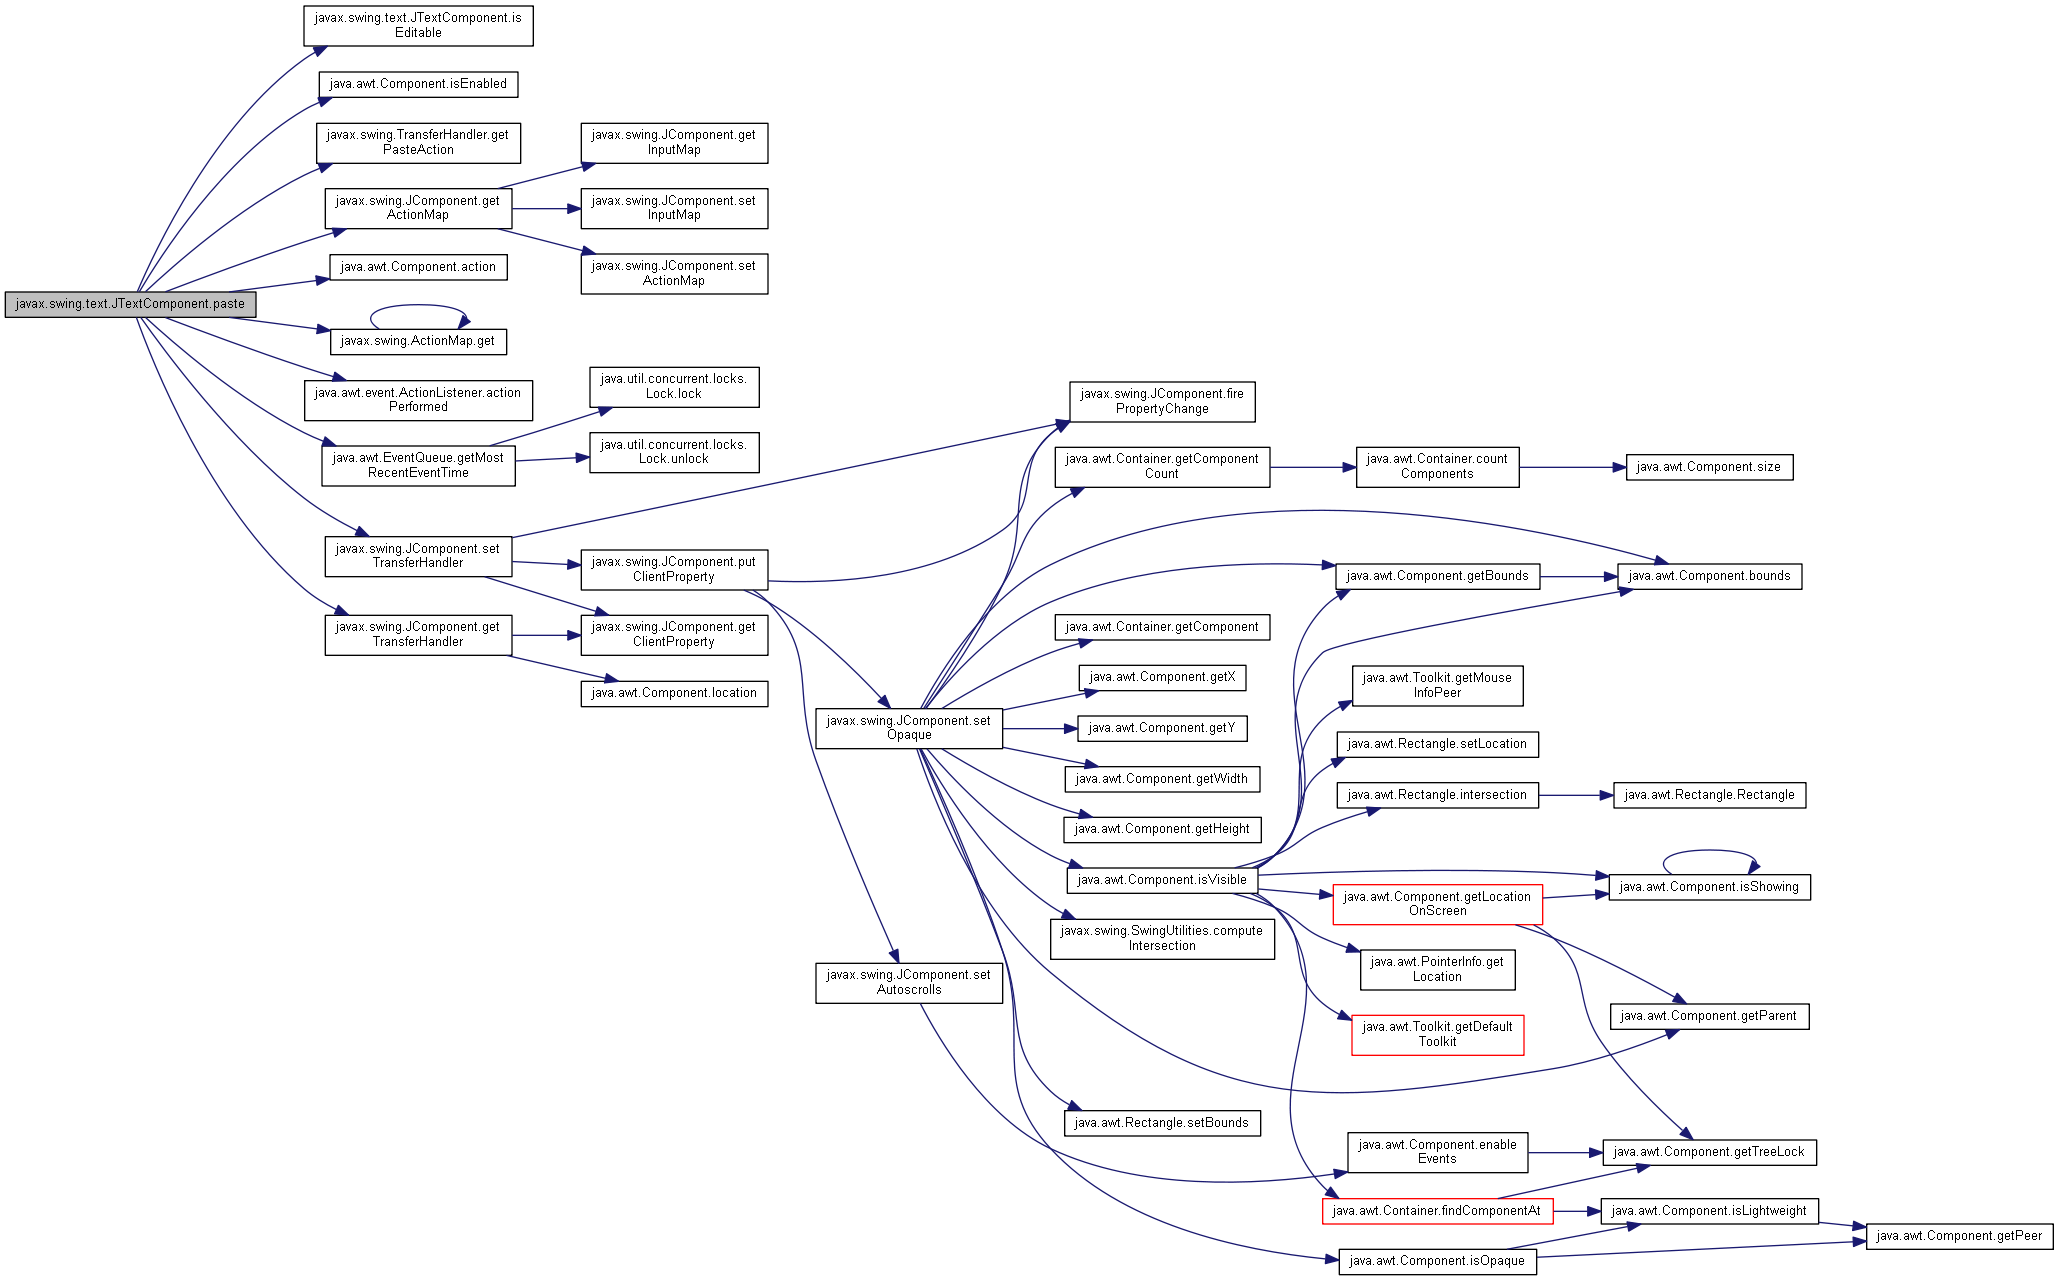 javax.swing.text.JTextComponent.paste
javax.swing.text.JTextComponent.is
Editable
java.awt.Component.isEnabled
javax.swing.TransferHandler.get
PasteAction
javax.swing.JComponent.get
ActionMap
java.awt.Component.action
javax.swing.ActionMap.get
java.awt.event.ActionListener.action
Performed
java.awt.EventQueue.getMost
RecentEventTime
javax.swing.JComponent.set
TransferHandler
javax.swing.JComponent.get
TransferHandler
javax.swing.JComponent.get
InputMap
javax.swing.JComponent.set
InputMap
javax.swing.JComponent.set
ActionMap
java.util.concurrent.locks.
Lock.lock
java.util.concurrent.locks.
Lock.unlock
javax.swing.JComponent.put
ClientProperty
javax.swing.JComponent.get
ClientProperty
java.awt.Component.location
javax.swing.JComponent.set
Opaque
javax.swing.JComponent.set
Autoscrolls
javax.swing.JComponent.fire
PropertyChange
java.awt.Container.getComponent
Count
java.awt.Container.getComponent
java.awt.Component.getX
java.awt.Component.getY
java.awt.Component.getWidth
java.awt.Component.getHeight
java.awt.Component.isVisible
javax.swing.SwingUtilities.compute
Intersection
java.awt.Rectangle.setBounds
java.awt.Container.count
Components
java.awt.Component.getBounds
java.awt.Toolkit.getMouse
InfoPeer
java.awt.Rectangle.setLocation
java.awt.Rectangle.intersection
java.awt.Component.getLocation
OnScreen
java.awt.PointerInfo.get
Location
java.awt.Toolkit.getDefault
Toolkit
java.awt.Component.enable
Events
java.awt.Container.findComponentAt
java.awt.Component.isOpaque
java.awt.Component.size
java.awt.Component.bounds
java.awt.Rectangle.Rectangle
java.awt.Component.isShowing
java.awt.Component.getParent
java.awt.Component.getTreeLock
java.awt.Component.isLightweight
java.awt.Component.getPeer